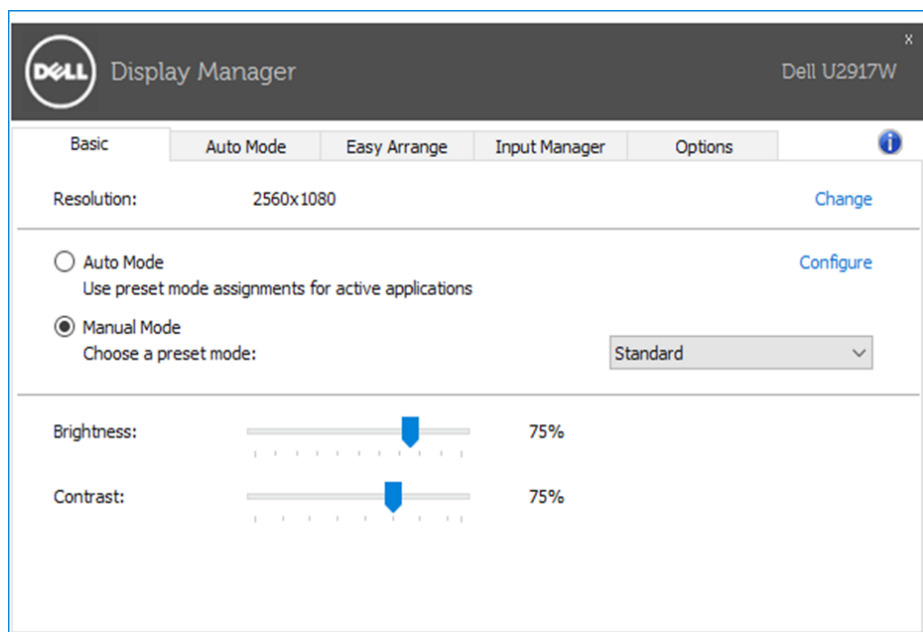 x
DELL Display Manager Dell U2917W
Basic Auto Mode Easy Arrange Input Manager Options i
Resolution: 2560x1080 Change
Auto Mode Configure
Use preset mode assignments for active applications
Manual Mode
Choose a preset mode: Standard
Brightness: 75%
Contrast: 75%